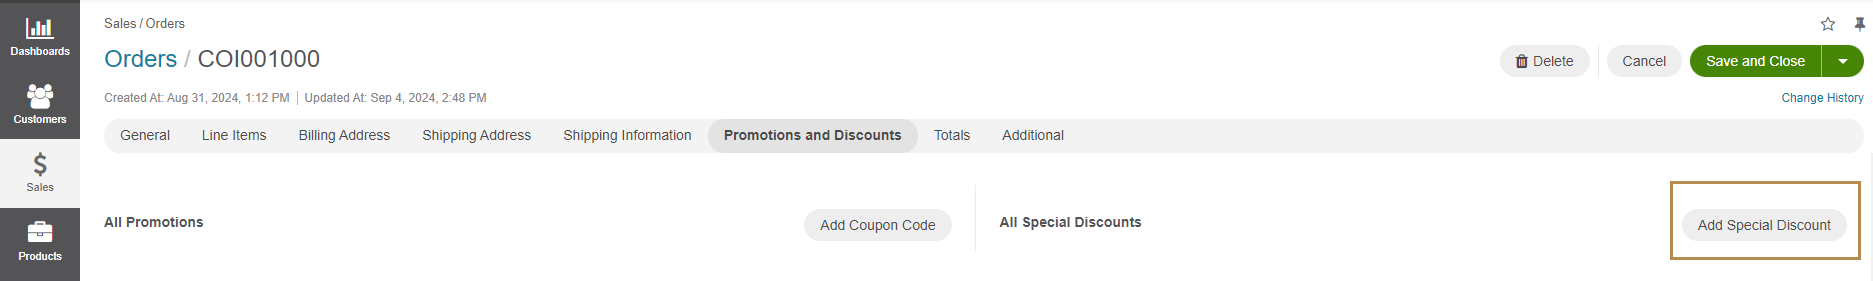 Dashboards
Customers
Sales
Products
Sales / Orders
Orders / COI001000
Delete
Cancel
Save and Close
Created At: Aug 31, 2024, 1:12 PM | Updated At: Sep 4, 2024, 2:48 PM
Change History
General Line Items Billing Address Shipping Address Shipping Information Promotions and Discounts Totals Additional
All Promotions
Add Coupon Code
All Special Discounts
Add Special Discount